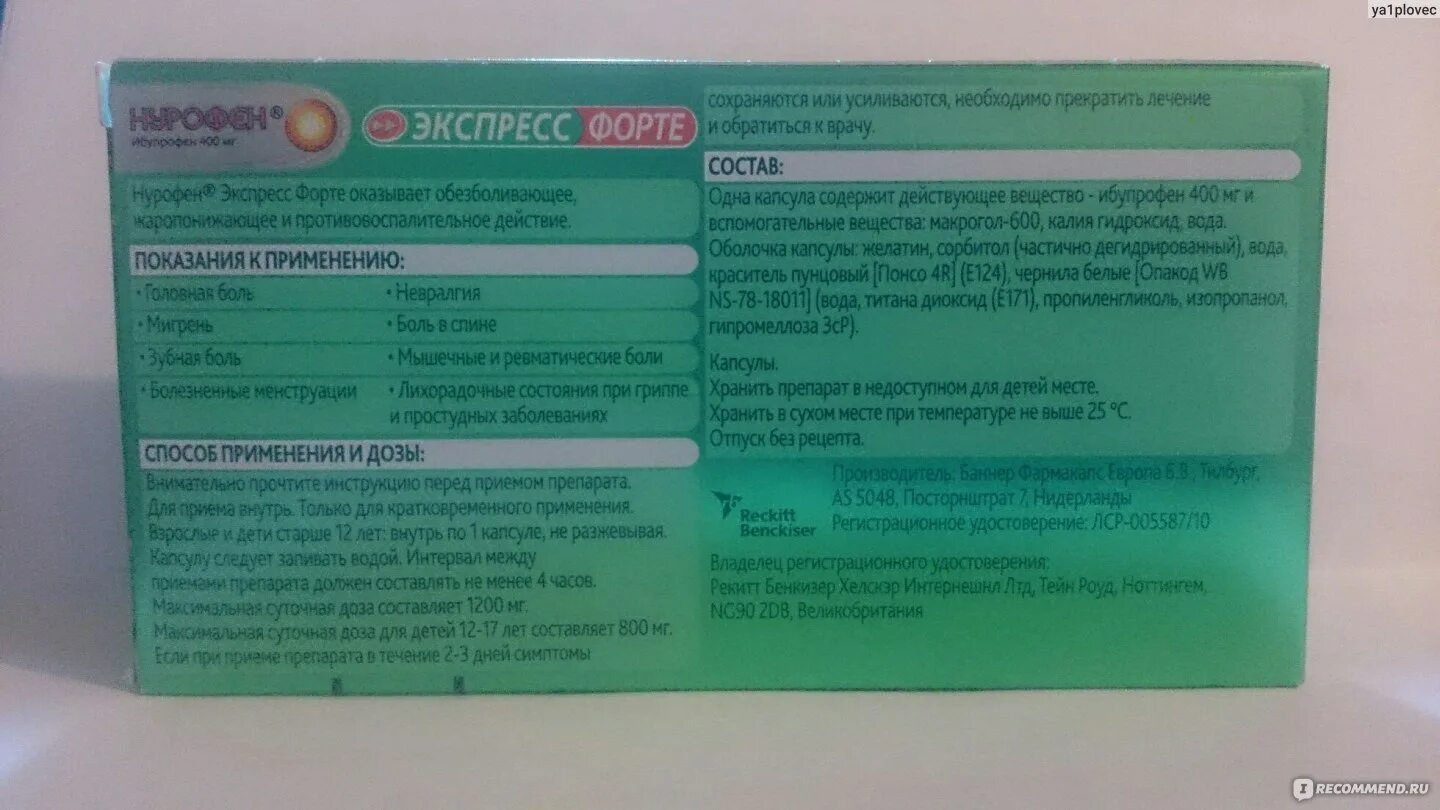 ya1plovec
НУРОФЕН®
Ибупрофен 400 мг
ЭКСПРЕСС ФОРТЕ
Нурофен® Экспресс Форте оказывает обезболивающее,
жаропонижающее и противовоспалительное действие.
ПОКАЗАНИЯ К ПРИМЕНЕНИЮ:
• Головная боль
• Невралгия
• Мигрень
• Боль в спине
• Зубная боль
• Мышечные и ревматические боли
• Болезненные менструации
• Лихорадочные состояния при гриппе
и простудных заболеваниях
СПОСОБ ПРИМЕНЕНИЯ И ДОЗЫ:
Внимательно прочтите инструкцию перед приемом препарата.
Для приема внутрь. Только для кратковременного применения.
Взрослые и дети старше 12 лет: внутрь по 1 капсуле, не разжевывая.
Капсулу следует запивать водой. Интервал между
приемами препарата должен составлять не менее 4 часов.
Максимальная суточная доза составляет 1200 мг.
Максимальная суточная доза для детей 12-17 лет составляет 800 мг.
Если при приеме препарата в течение 2-3 дней симптомы
сохраняются или усиливаются, необходимо прекратить лечение
и обратиться к врачу.
СОСТАВ:
Одна капсула содержит действующее вещество - ибупрофен 400 мг и
вспомогательные вещества: макрогол-600, калия гидроксид, вода.
Оболочка капсулы: желатин, сорбитол (частично дегидрированный), вода,
краситель пунцовый [Понсо 4R] (Е124), чернила белые [Опакод WB
NS-78-18011] (вода, титана диоксид (Е171), пропиленгликоль, изопропанол,
гипромеллоза 3сР).
Капсулы.
Хранить препарат в недоступном для детей месте.
Хранить в сухом месте при температуре не выше 25 °С.
Отпуск без рецепта.
Reckitt
Benckiser
Производитель: Баннер Фармакапс Европа Б.В., Тилбург,
AS 5048, Посторнштрат 7, Нидерланды
Регистрационное удостоверение: ЛСР-005587/10
Владелец регистрационного удостоверения:
Рекитт Бенкизер Хелскэр Интернешнл Лтд, Тейн Роуд, Ноттингем,
NG90 2DB, Великобритания
IRECOMMEND.RU